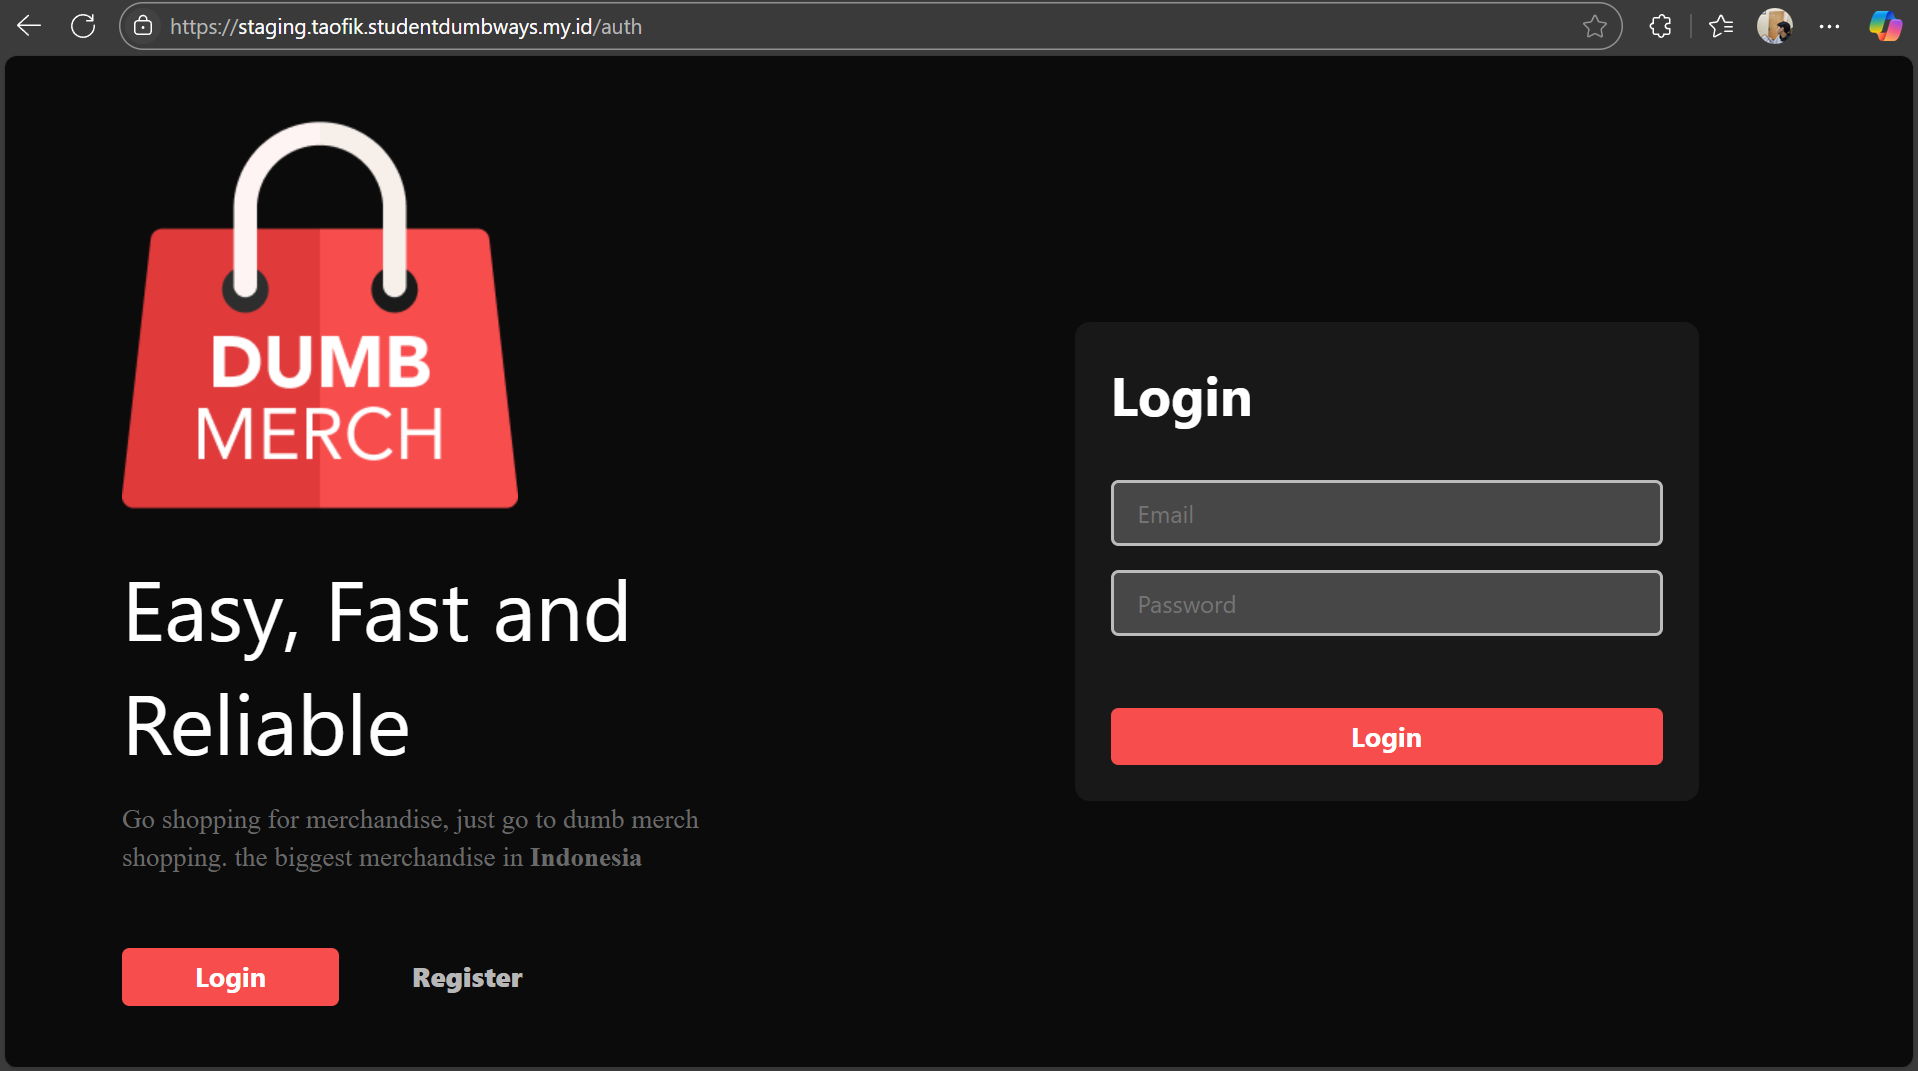 https://staging.taofik.studentdumbways.my.id/auth
DUMB
MERCH
Easy, Fast and
Reliable
Go shopping for merchandise, just go to dumb merch
shopping. the biggest merchandise in Indonesia
Login
Register
Login
Email
Password
Login